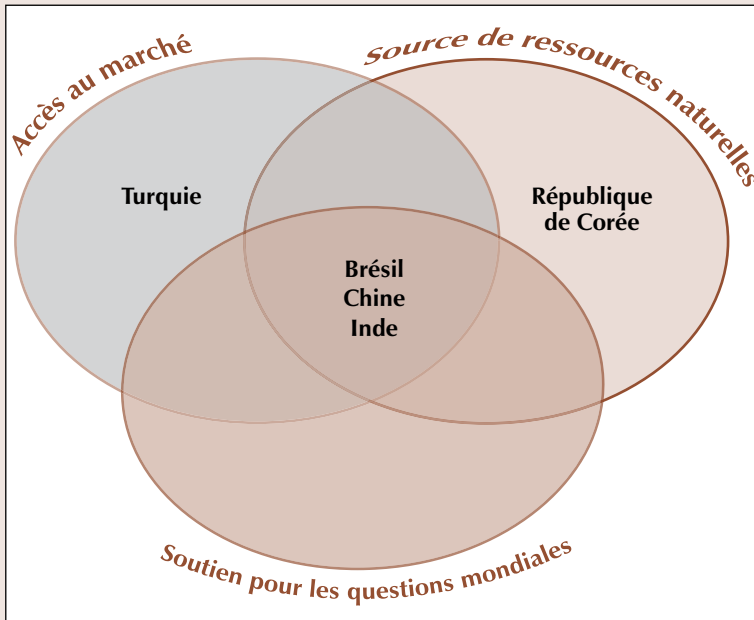 Accès au marché
Source de ressources naturelles
Turquie
République
de Corée
Brésil
Chine
Inde
Soutien pour les questions mondiales